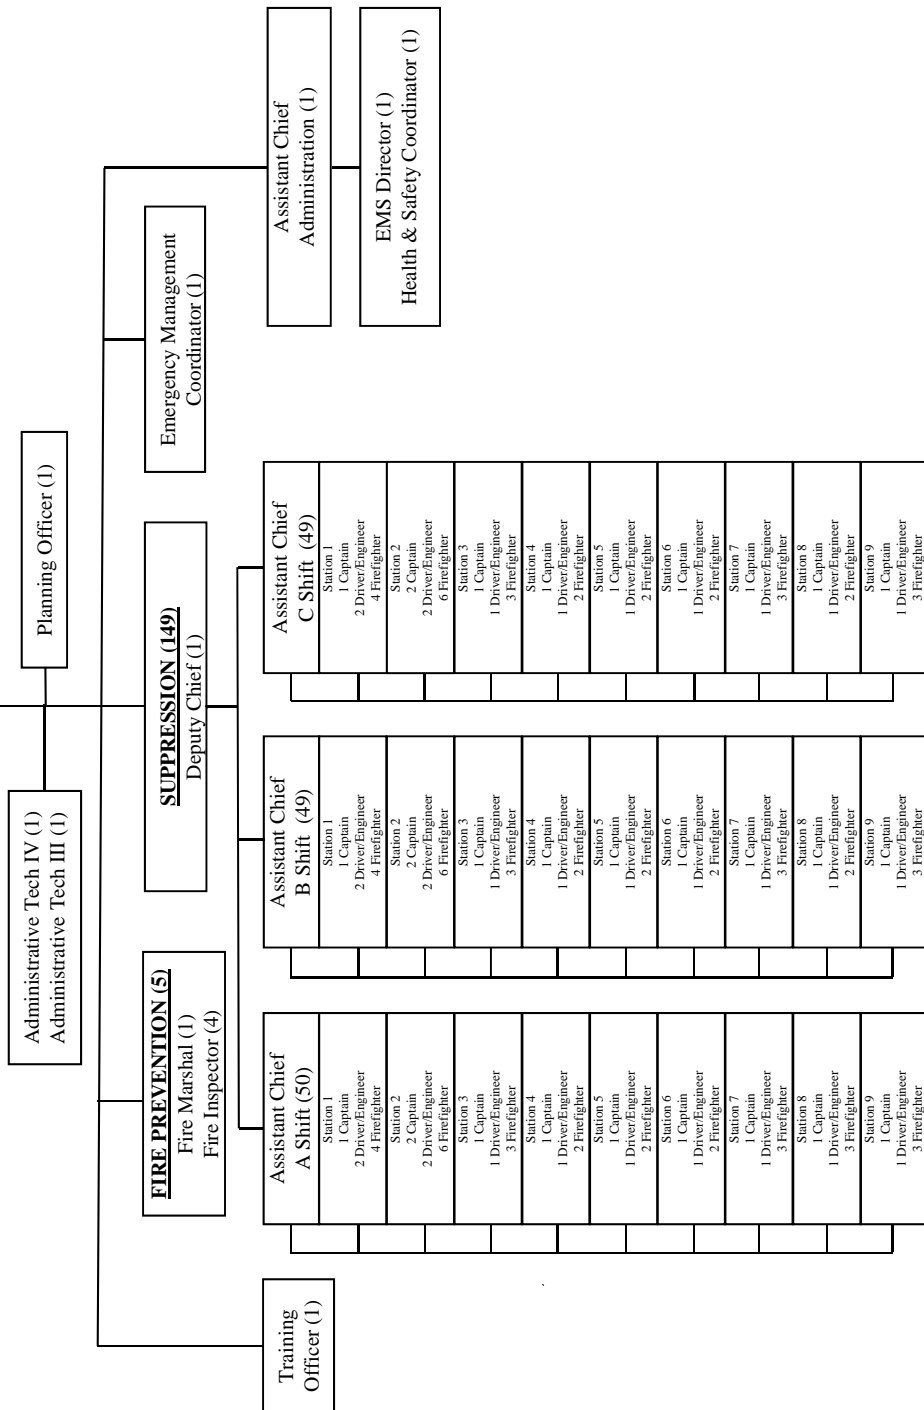 Administrative Tech IV (1)
Administrative Tech III (1)
Planning Officer (1)
Training
Officer (1)
FIRE PREVENTION (5)
Fire Marshal (1)
Fire Inspector (4)
SUPPRESSION (149)
Deputy Chief (1)
Emergency Management
Coordinator (1)
Assistant Chief
Administration (1)
EMS Director (1)
Health & Safety Coordinator (1)
Assistant Chief
A Shift (50)
Station 1
1 Captain
2 Driver/Engineer
4 Firefighter
Station 2
2 Captain
2 Driver/Engineer
6 Firefighter
Station 3
1 Captain
1 Driver/Engineer
3 Firefighter
Station 4
1 Captain
1 Driver/Engineer
2 Firefighter
Station 5
1 Captain
1 Driver/Engineer
2 Firefighter
Station 6
1 Captain
1 Driver/Engineer
2 Firefighter
Station 7
1 Captain
1 Driver/Engineer
3 Firefighter
Station 8
1 Captain
1 Driver/Engineer
3 Firefighter
Station 9
1 Captain
1 Driver/Engineer
3 Firefighter
Assistant Chief
B Shift (49)
Station 1
1 Captain
2 Driver/Engineer
4 Firefighter
Station 2
2 Captain
2 Driver/Engineer
6 Firefighter
Station 3
1 Captain
1 Driver/Engineer
3 Firefighter
Station 4
1 Captain
1 Driver/Engineer
2 Firefighter
Station 5
1 Captain
1 Driver/Engineer
2 Firefighter
Station 6
1 Captain
1 Driver/Engineer
2 Firefighter
Station 7
1 Captain
1 Driver/Engineer
3 Firefighter
Station 8
1 Captain
1 Driver/Engineer
2 Firefighter
Station 9
1 Captain
1 Driver/Engineer
3 Firefighter
Assistant Chief
C Shift (49)
Station 1
1 Captain
2 Driver/Engineer
4 Firefighter
Station 2
2 Captain
2 Driver/Engineer
6 Firefighter
Station 3
1 Captain
1 Driver/Engineer
3 Firefighter
Station 4
1 Captain
1 Driver/Engineer
2 Firefighter
Station 5
1 Captain
1 Driver/Engineer
2 Firefighter
Station 6
1 Captain
1 Driver/Engineer
2 Firefighter
Station 7
1 Captain
1 Driver/Engineer
3 Firefighter
Station 8
1 Captain
1 Driver/Engineer
2 Firefighter
Station 9
1 Captain
1 Driver/Engineer
3 Firefighter